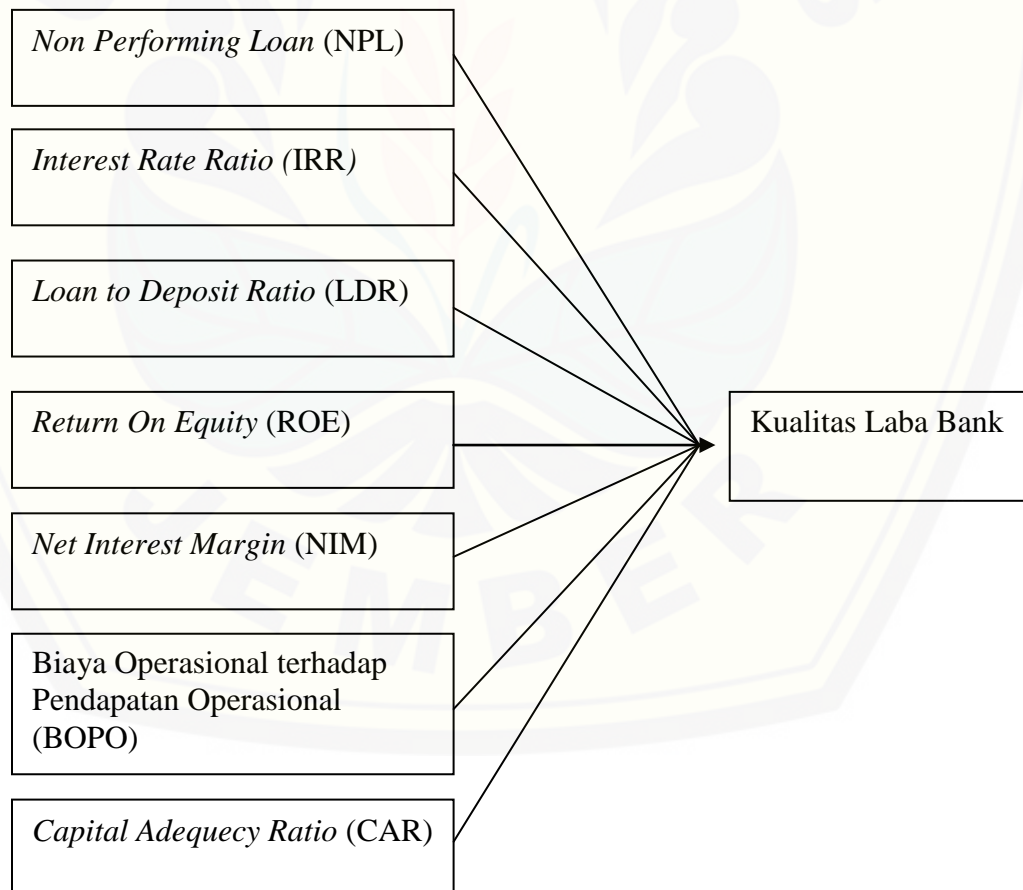 Non Performing Loan (NPL)
Interest Rate Ratio (IRR)
Loan to Deposit Ratio (LDR)
Return On Equity (ROE)
Kualitas Laba Bank
Net Interest Margin (NIM)
Biaya Operasional terhadap
Pendapatan Operasional
(BOPO)
Capital Adequecy Ratio (CAR)
JEMBER